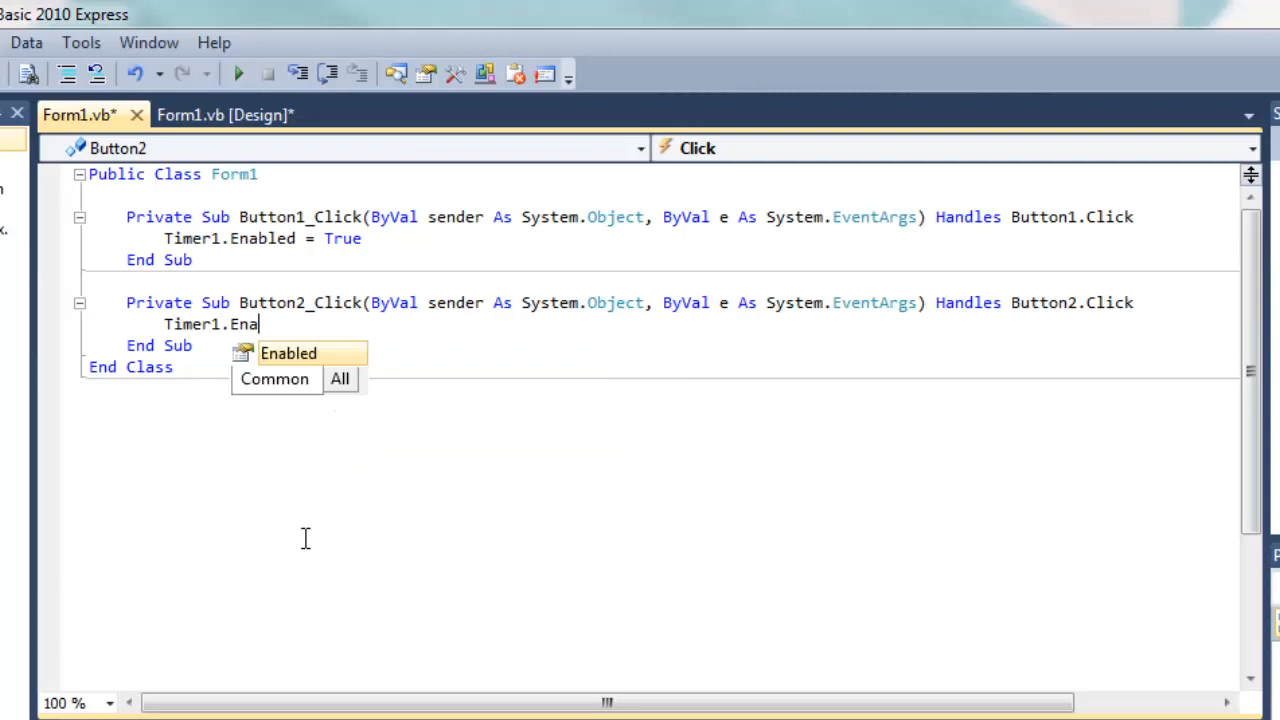 Basic 2010 Express
Data Tools Window Help
Form1.vb* Form1.vb [Design]*
Button2 Click
Public Class Form1
Private Sub Button1_Click(ByVal sender As System.Object, ByVal e As System.EventArgs) Handles Button1.Click
Timer1.Enabled = True
End Sub
Private Sub Button2_Click(ByVal sender As System.Object, ByVal e As System.EventArgs) Handles Button2.Click
Timer1.Ena
End Sub
Enabled
End Class
Common All
100 %